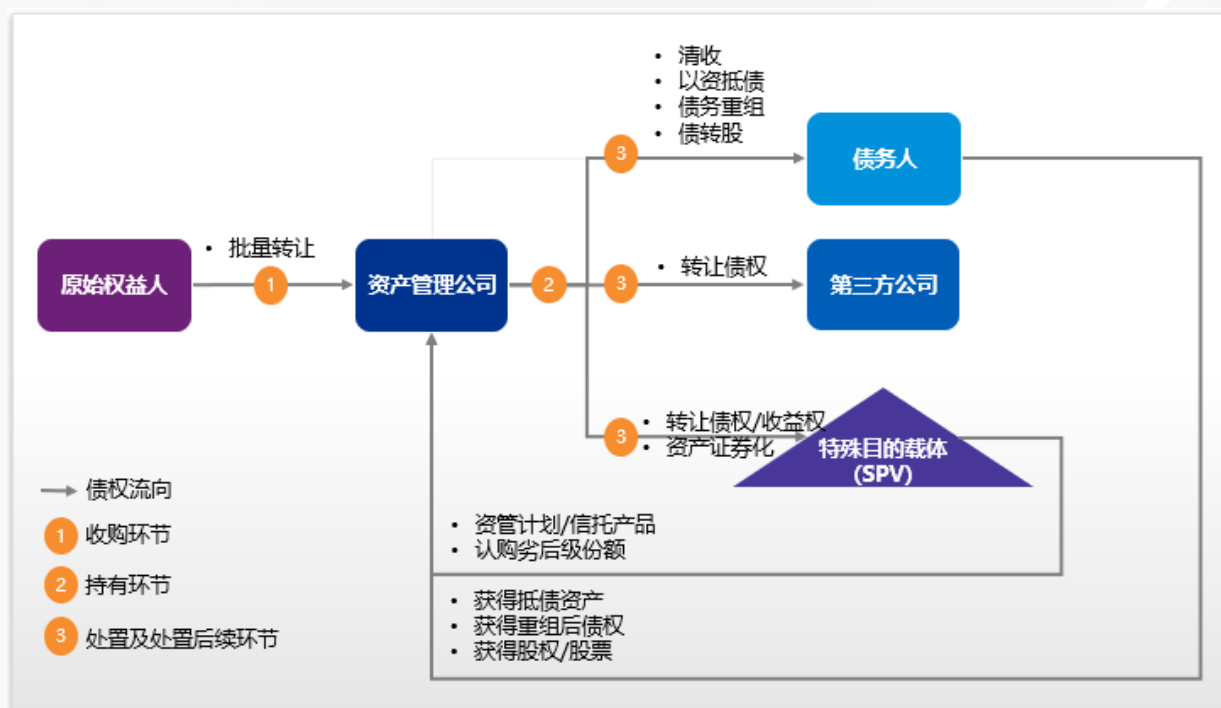 • 清收
• 以资抵债
• 债务重组
• 债转股
3
债务人
原始权益人
• 批量转让
1
资产管理公司
2
3
• 转让债权
第三方公司
3
• 转让债权/收益权
• 资产证券化
特殊目的载体
(SPV)
债权流向
1 收购环节
2 持有环节
3 处置及处置后续环节
• 资管计划/信托产品
• 认购劣后级份额
• 获得抵债资产
• 获得重组后债权
• 获得股权/股票